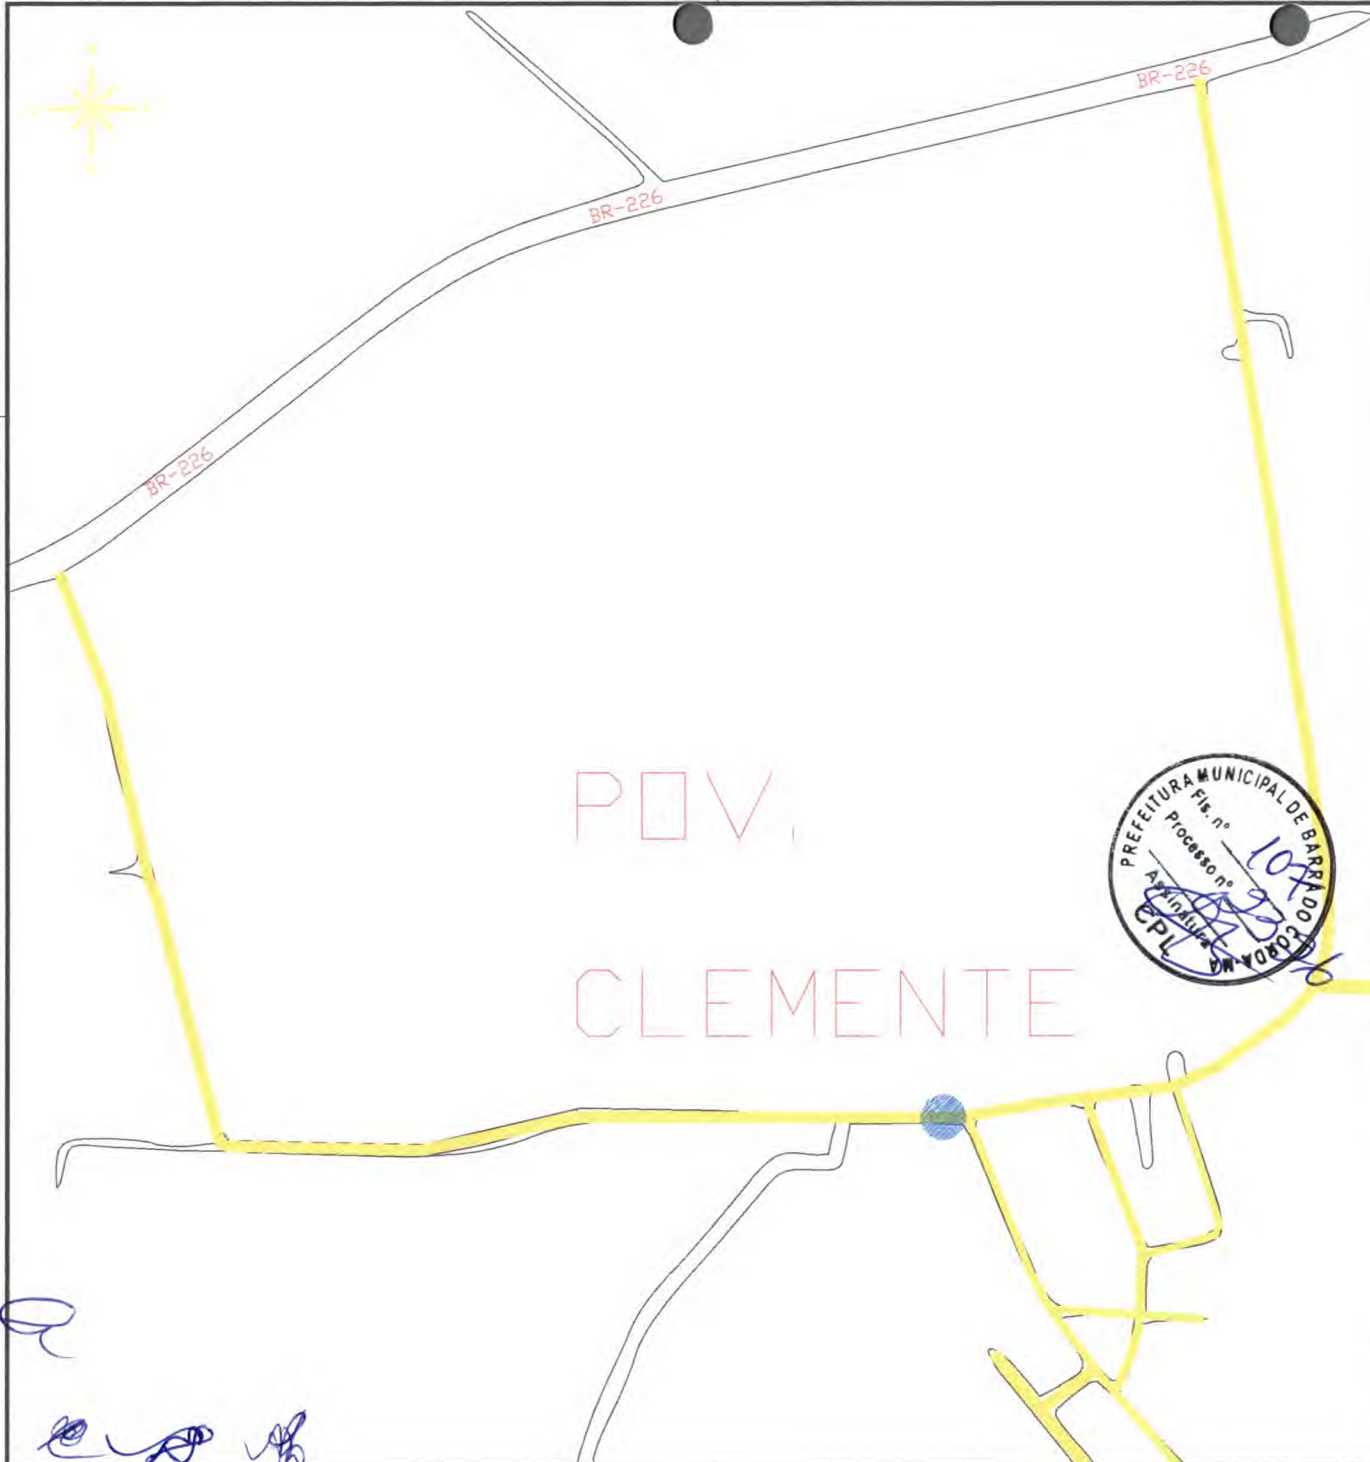 BR-226
BR-226
BR-226
POV.
CLEMENTE
PREFEITURA MUNICIPAL DE BARRA DO CORDA-MA
Fls. nº 107
Processo nº
Assinatura
CPL